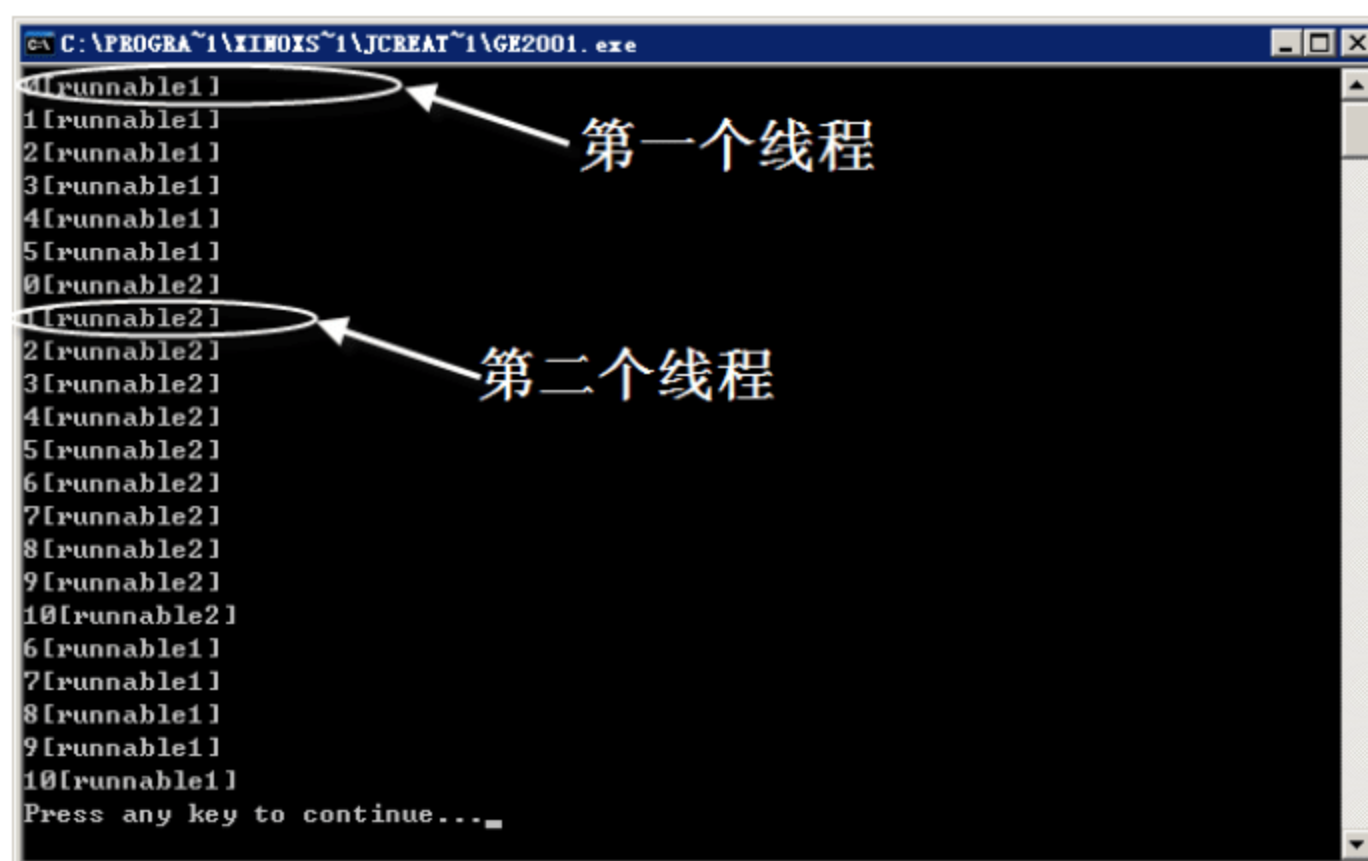 C:\PROGRA~1\XINOXS~1\JCREAT~1\GE2001.exe
0[runnable1]
1[runnable1]
第一个线程
2[runnable1]
3[runnable1]
4[runnable1]
5[runnable1]
0[runnable2]
1[runnable2]
2[runnable2]
第二个线程
3[runnable2]
4[runnable2]
5[runnable2]
6[runnable2]
7[runnable2]
8[runnable2]
9[runnable2]
10[runnable2]
6[runnable1]
7[runnable1]
8[runnable1]
9[runnable1]
10[runnable1]
Press any key to continue...